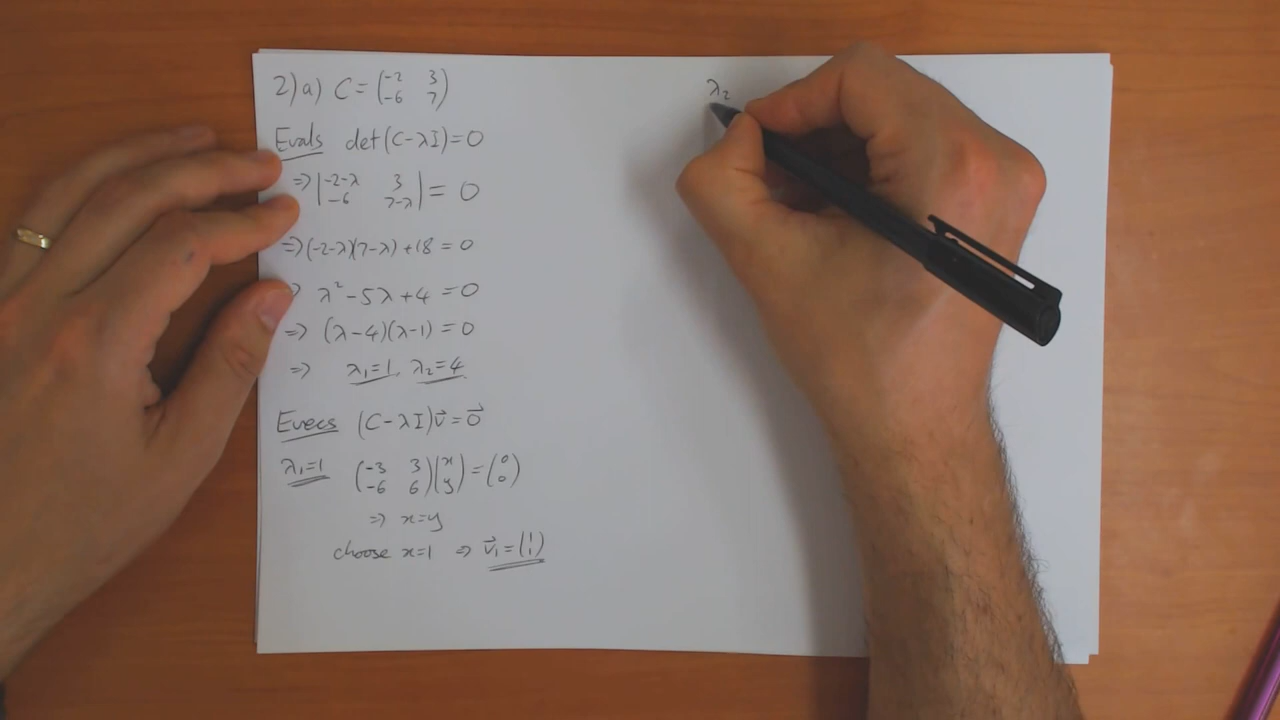 2)a) C = (-2 3 -6 7)
Evals det(C-λI)=0
⇒ |-2-λ 3 -6 7-λ| = 0
⇒(-2-λ)(7-λ)+18 = 0
⇒ λ²-5λ+4 = 0
⇒ (λ-4)(λ-1) = 0
⇒ λ₁=1, λ₂=4
Evecs (C-λI)v⃗=0⃗
λ₁=1 (-3 3 -6 6)(x y)=(0 0)
⇒ x=y
choose x=1 ⇒ v⃗₁=(1 1)
λ₂